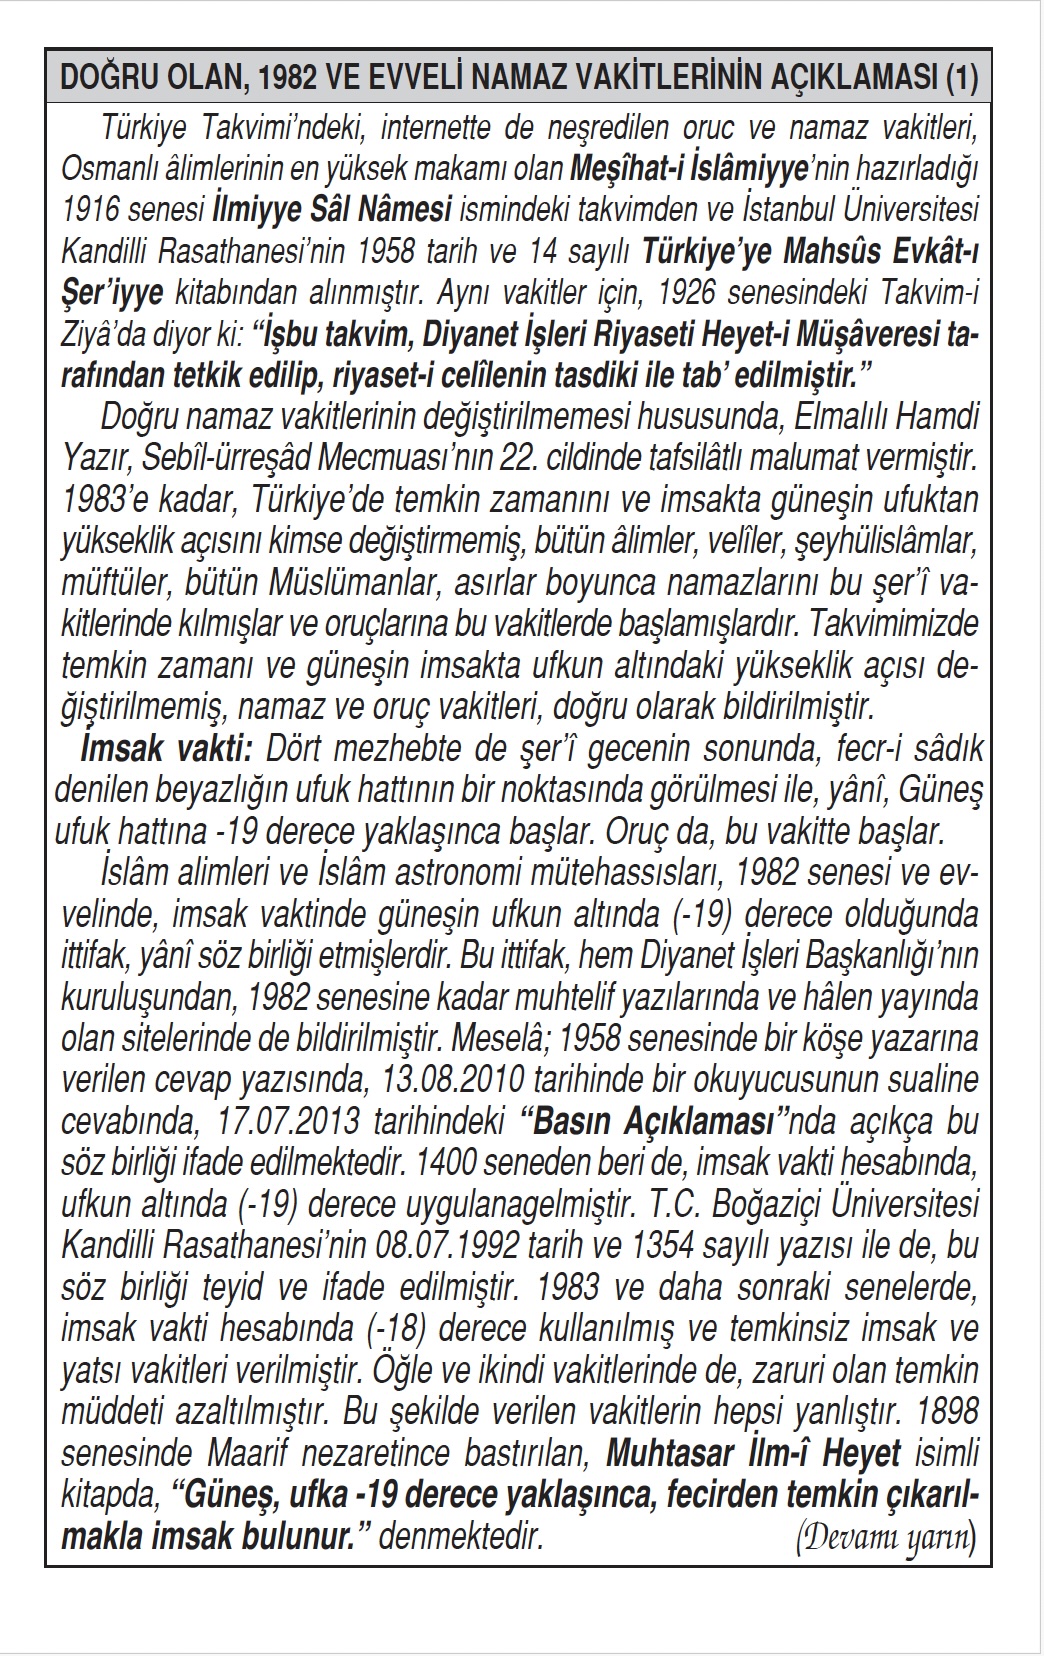 DOĞRU OLAN, 1982 VE EVVELİ NAMAZ VAKİTLERİNİN AÇIKLAMASI (1)
Türkiye Takvimi’ndeki, internette de neşredilen oruc ve namaz vakitleri,
Osmanlı âlimlerinin en yüksek makamı olan Meşîhat-i İslâmiyye’nin hazırladığı
1916 senesi İlmiyye Sâl Nâmesi ismindeki takvimden ve İstanbul Üniversitesi
Kandilli Rasathanesi’nin 1958 tarih ve 14 sayılı Türkiye’ye Mahsûs Evkât-ı
Şer’iyye kitabından alınmıştır. Aynı vakitler için, 1926 senesindeki Takvim-i
Ziyâ’da diyor ki: “İşbu takvim, Diyanet İşleri Riyaseti Heyet-i Müşâveresi ta-
rafından tetkik edilip, riyaset-i celîlenin tasdiki ile tab’ edilmiştir.”
Doğru namaz vakitlerinin değiştirilmemesi hususunda, Elmalılı Hamdi
Yazır, Sebîl-ürreşâd Mecmuası’nın 22. cildinde tafsilâtlı malumat vermiştir.
1983’e kadar, Türkiye’de temkin zamanını ve imsakta güneşin ufuktan
yükseklik açısını kimse değiştirmemiş, bütün âlimler, velîler, şeyhülislâmlar,
müftüler, bütün Müslümanlar, asırlar boyunca namazlarını bu şer’î va-
kitlerinde kılmışlar ve oruçlarına bu vakitlerde başlamışlardır. Takvimimizde
temkin zamanı ve güneşin imsakta ufkun altındaki yükseklik açısı de-
ğiştirilmemiş, namaz ve oruç vakitleri, doğru olarak bildirilmiştir.
İmsak vakti: Dört mezhebte de şer’î gecenin sonunda, fecr-i sâdık
denilen beyazlığın ufuk hattının bir noktasında görülmesi ile, yânî, Güneş
ufuk hattına -19 derece yaklaşınca başlar. Oruç da, bu vakitte başlar.
İslâm alimleri ve İslâm astronomi mütehassısları, 1982 senesi ve ev-
velinde, imsak vaktinde güneşin ufkun altında (-19) derece olduğunda
ittifak, yânî söz birliği etmişlerdir. Bu ittifak, hem Diyanet İşleri Başkanlığı’nın
kuruluşundan, 1982 senesine kadar muhtelif yazılarında ve hâlen yayında
olan sitelerinde de bildirilmiştir. Meselâ; 1958 senesinde bir köşe yazarına
verilen cevap yazısında, 13.08.2010 tarihinde bir okuyucusunun sualine
cevabında, 17.07.2013 tarihindeki “Basın Açıklaması”nda açıkça bu
söz birliği ifade edilmektedir. 1400 seneden beri de, imsak vakti hesabında,
ufkun altında (-19) derece uygulanagelmiştir. T.C. Boğaziçi Üniversitesi
Kandilli Rasathanesi’nin 08.07.1992 tarih ve 1354 sayılı yazısı ile de, bu
söz birliği teyid ve ifade edilmiştir. 1983 ve daha sonraki senelerde,
imsak vakti hesabında (-18) derece kullanılmış ve temkinsiz imsak ve
yatsı vakitleri verilmiştir. Öğle ve ikindi vakitlerinde de, zaruri olan temkin
müddeti azaltılmıştır. Bu şekilde verilen vakitlerin hepsi yanlıştır. 1898
senesinde Maarif nezaretince bastırılan, Muhtasar İlm-î Heyet isimli
kitapda, “Güneş, ufka -19 derece yaklaşınca, fecirden temkin çıkarıl-
makla imsak bulunur.” denmektedir. (Devamı yarın)